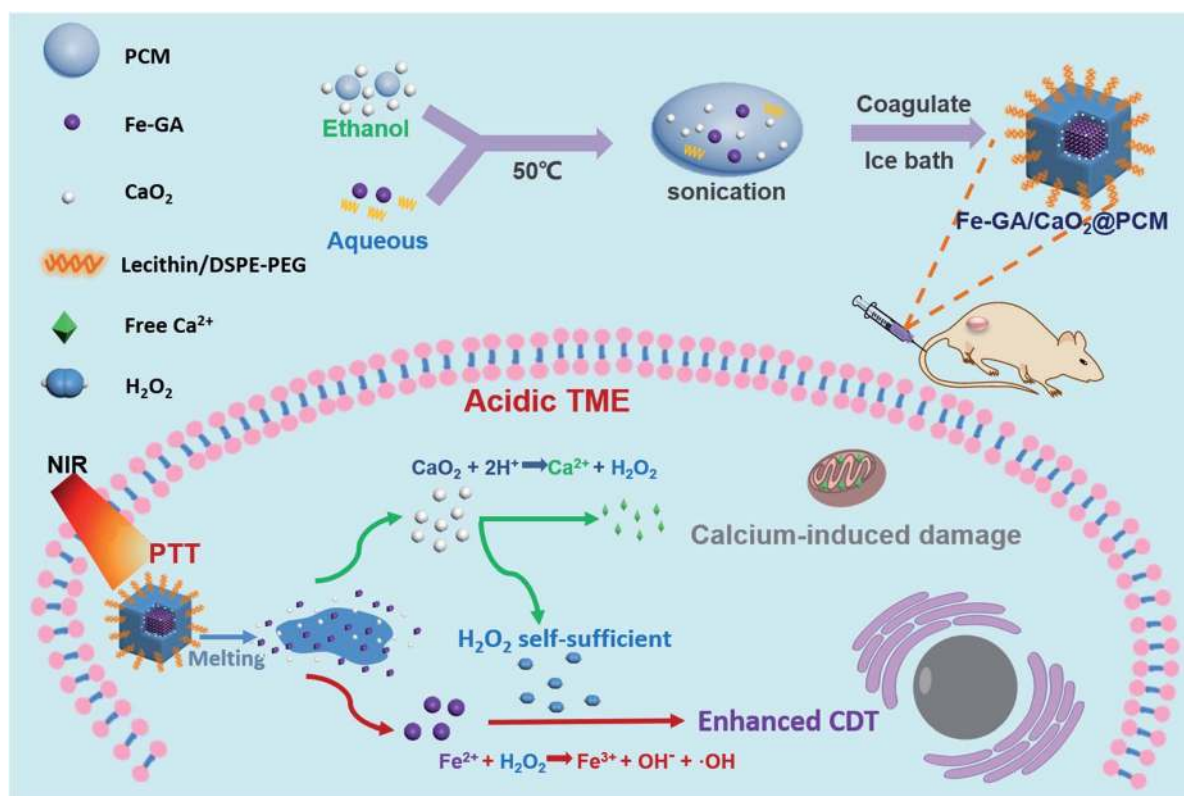 PCM
Fe-GA
CaO₂
Lecithin/DSPE-PEG
Free Ca²⁺
H₂O₂
Ethanol
Aqueous
50℃
sonication
Coagulate
Ice bath
Fe-GA/CaO₂@PCM
Acidic TME
NIR
PTT
Melting
CaO₂ + 2H⁺ ➡ Ca²⁺ + H₂O₂
Calcium-induced damage
H₂O₂ self-sufficient
Enhanced CDT
Fe²⁺ + H₂O₂ ➡ Fe³⁺ + OH⁻ + ·OH